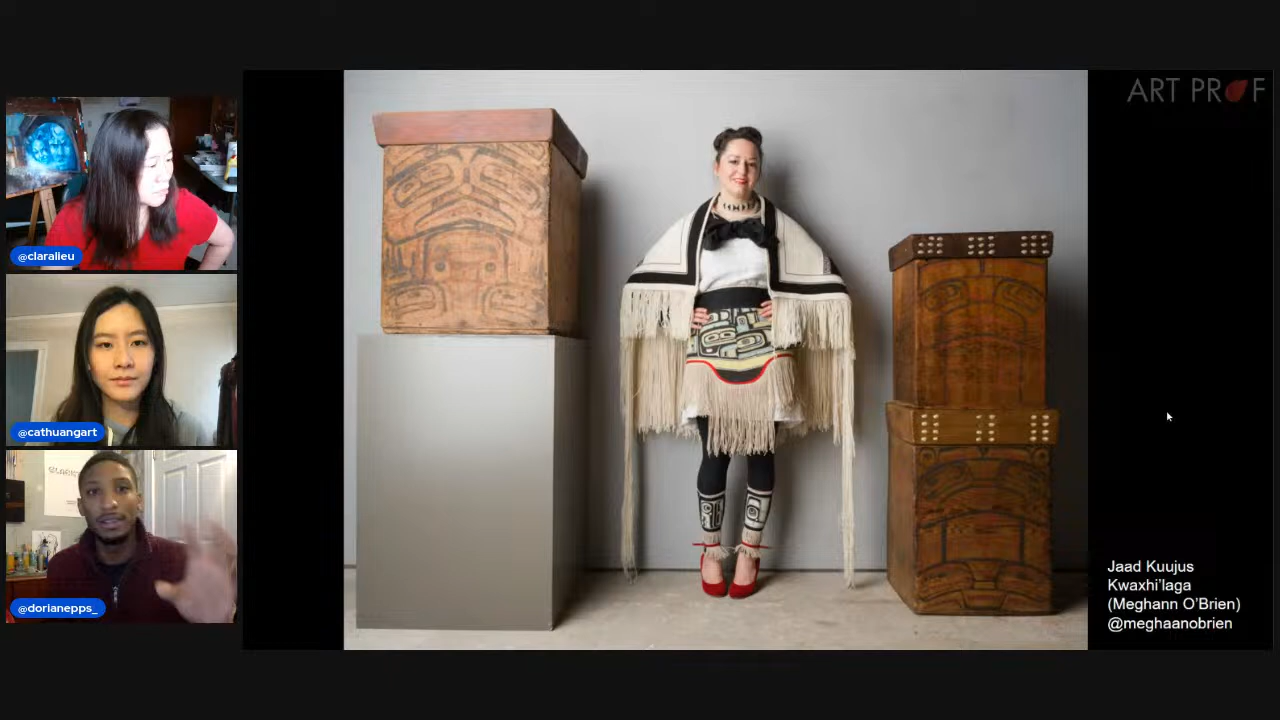 ART PROF
@claralieu
@cathuangart
@dorianepps_
Jaad Kuujus
Kwaxhi'laga
(Meghann O'Brien)
@meghaanobrien